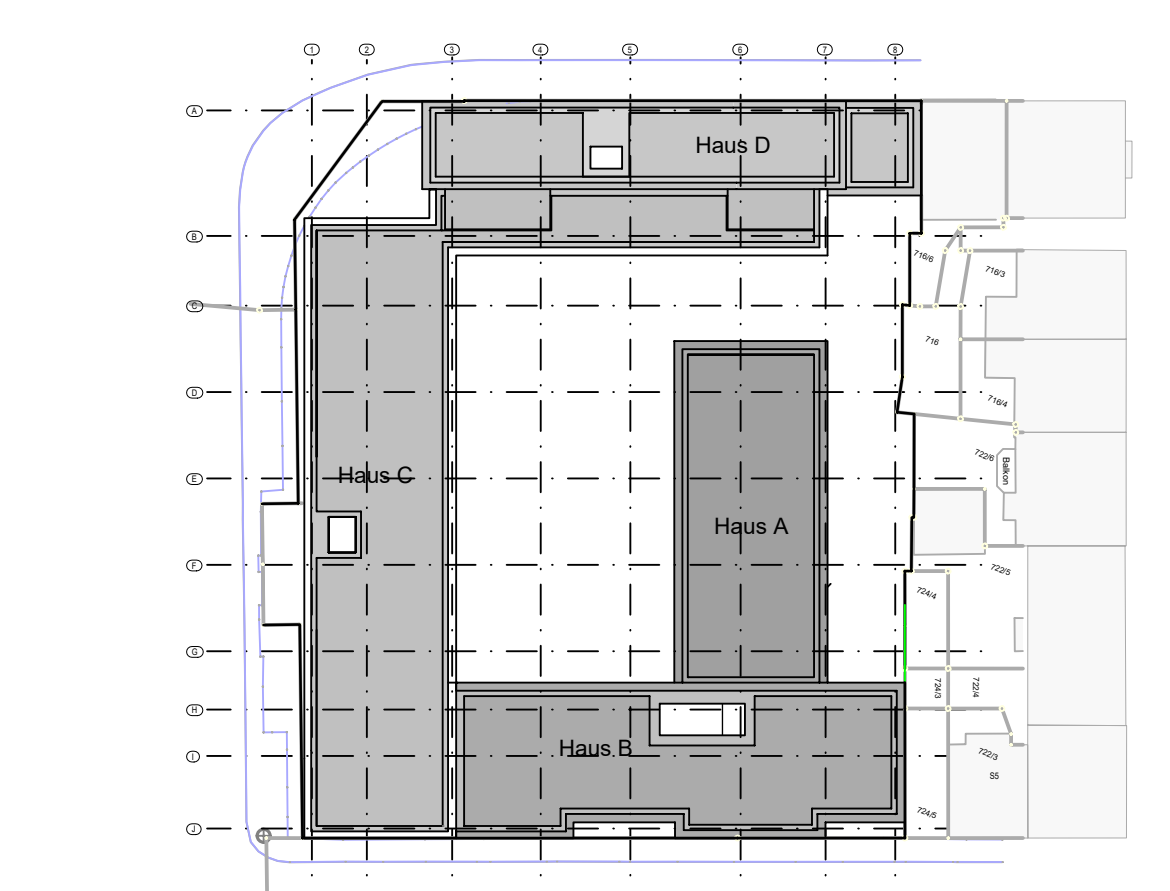 1 2 3 4 5 6 7 8
A
Haus D
B
716/6
716/3
C
716
D
716/4
722/6
Balkon
E
Haus C
Haus A
F
722/5
724/4
G
724/3
722/4
H
Haus B
I
722/3
S5
724/5
J